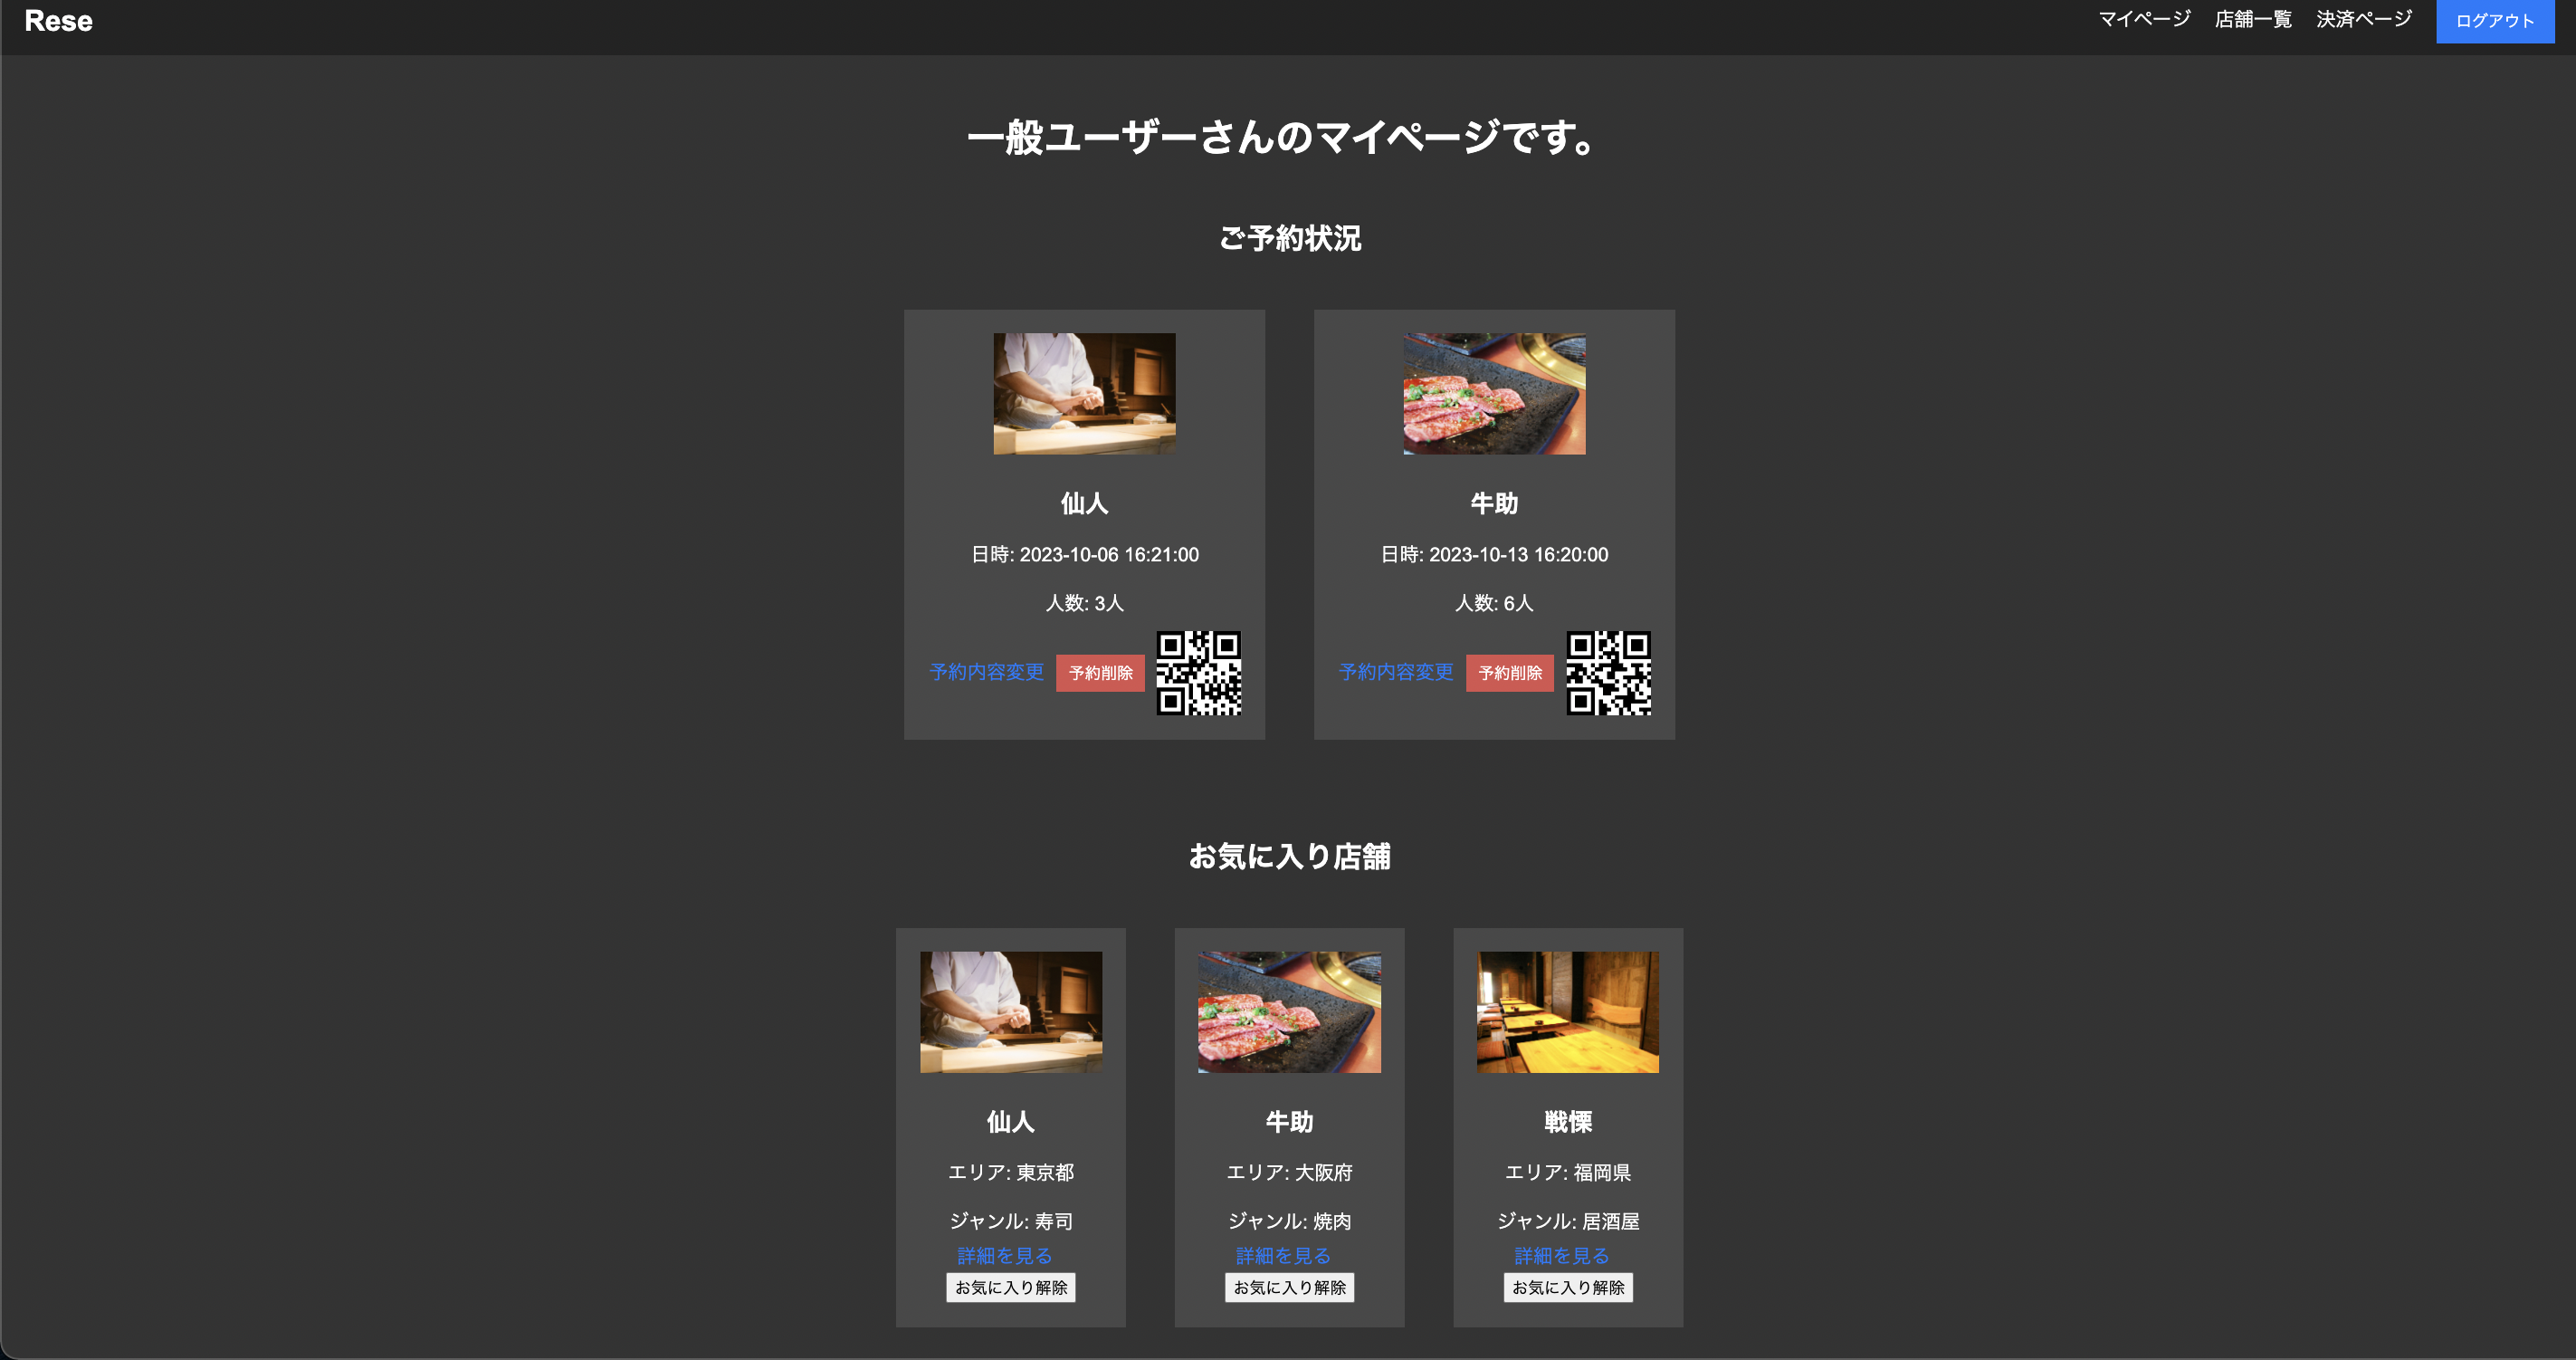 Rese
マイページ 店舗一覧 決済ページ ログアウト
一般ユーザーさんのマイページです。
ご予約状況
仙人
日時: 2023-10-06 16:21:00
人数: 3人
予約内容変更 予約削除
牛助
日時: 2023-10-13 16:20:00
人数: 6人
予約内容変更 予約削除
お気に入り店舗
仙人
エリア: 東京都
ジャンル: 寿司
詳細を見る
お気に入り解除
牛助
エリア: 大阪府
ジャンル: 焼肉
詳細を見る
お気に入り解除
戦慄
エリア: 福岡県
ジャンル: 居酒屋
詳細を見る
お気に入り解除